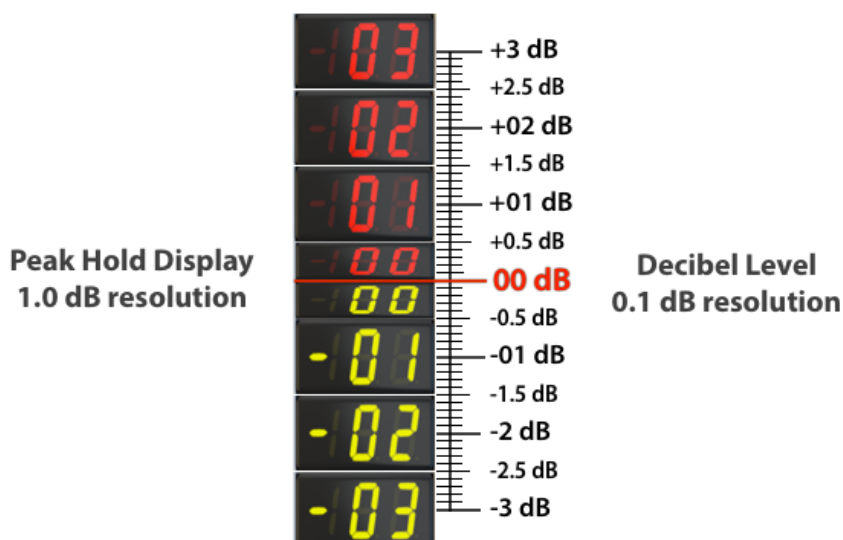 03
+3 dB
+2.5 dB
02
+02 dB
+1.5 dB
01
+01 dB
+0.5 dB
Peak Hold Display
1.0 dB resolution
00
00 dB
00
Decibel Level
0.1 dB resolution
-0.5 dB
-01
-01 dB
-1.5 dB
-02
-2 dB
-2.5 dB
-03
-3 dB